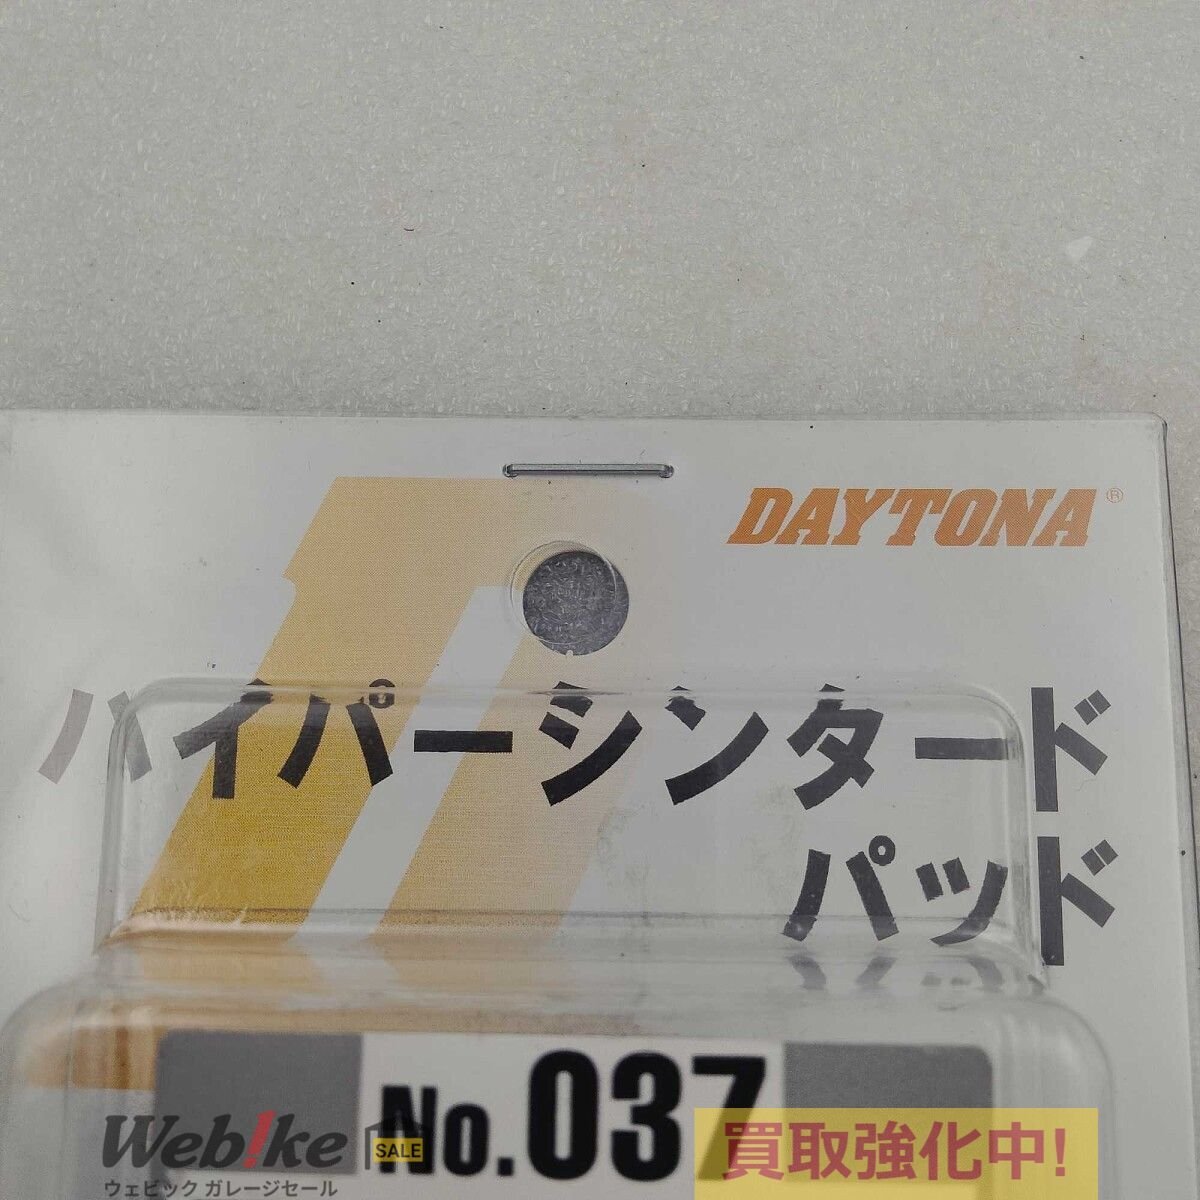 DAYTONA®
ハイパーシンタード
パッド
No.037
Web!ke SALE
ウェビック ガレージセール
買取強化中!